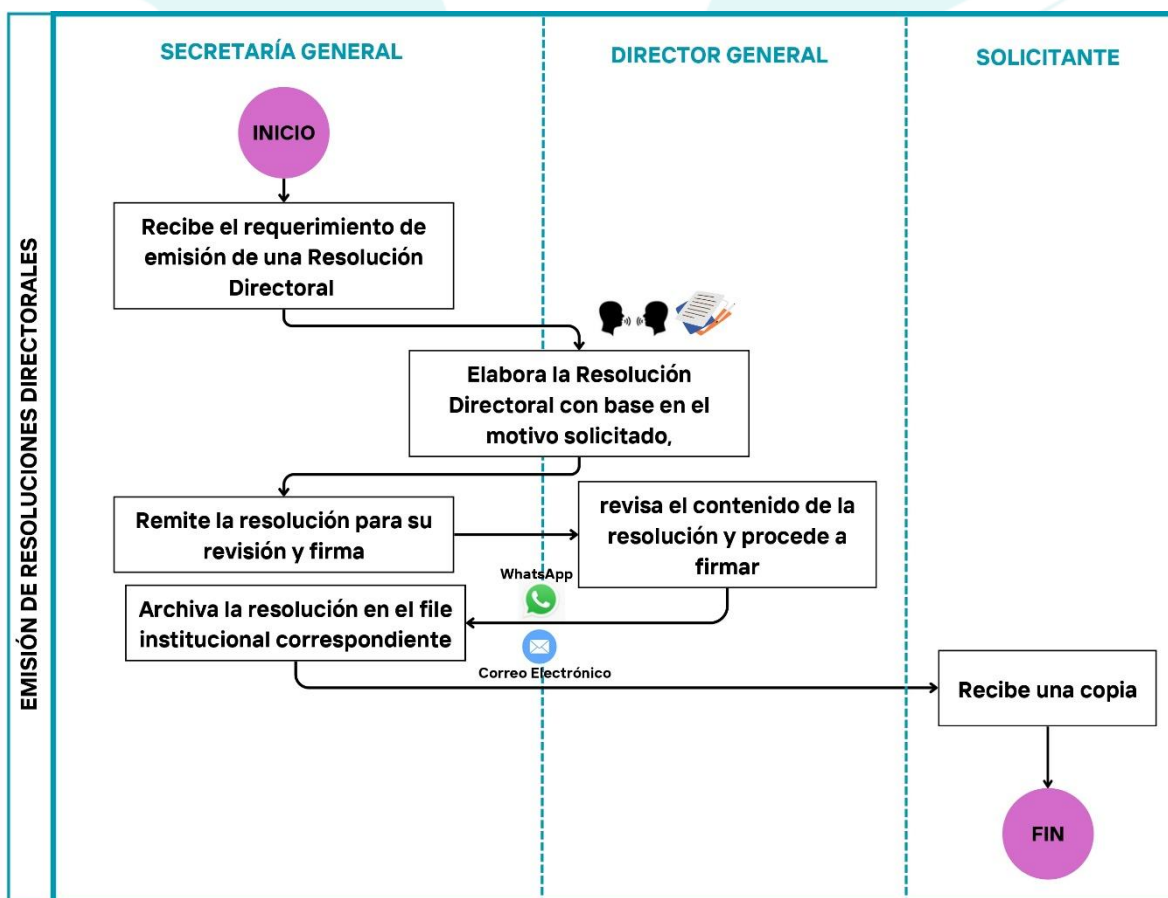 SECRETARÍA GENERAL
DIRECTOR GENERAL
SOLICITANTE
EMISIÓN DE RESOLUCIONES DIRECTORALES
INICIO
Recibe el requerimiento de
emisión de una Resolución
Directoral
Elabora la Resolución
Directoral con base en el
motivo solicitado,
Remite la resolución para su
revisión y firma
revisa el contenido de la
resolución y procede a
firmar
WhatsApp
Archiva la resolución en el file
institucional correspondiente
Correo Electrónico
Recibe una copia
FIN